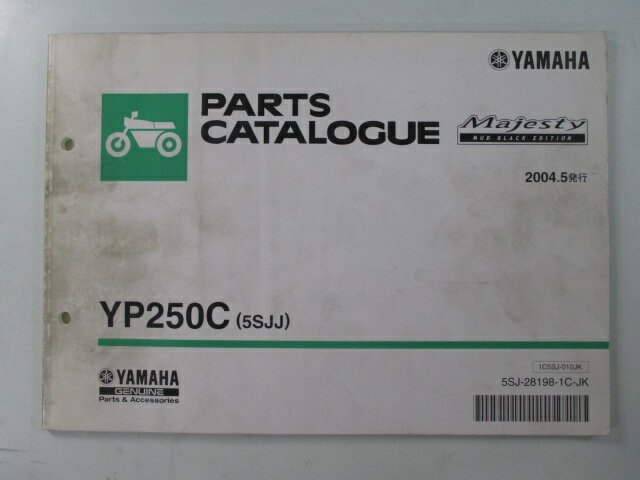 YAMAHA
PARTS
CATALOGUE
Majesty
MUD BLACK EDITION
2004.5発行
YP250C (5SJJ)
1C5SJ-010JK
5SJ-28198-1C-JK
YAMAHA
GENUINE
Parts & Accessories